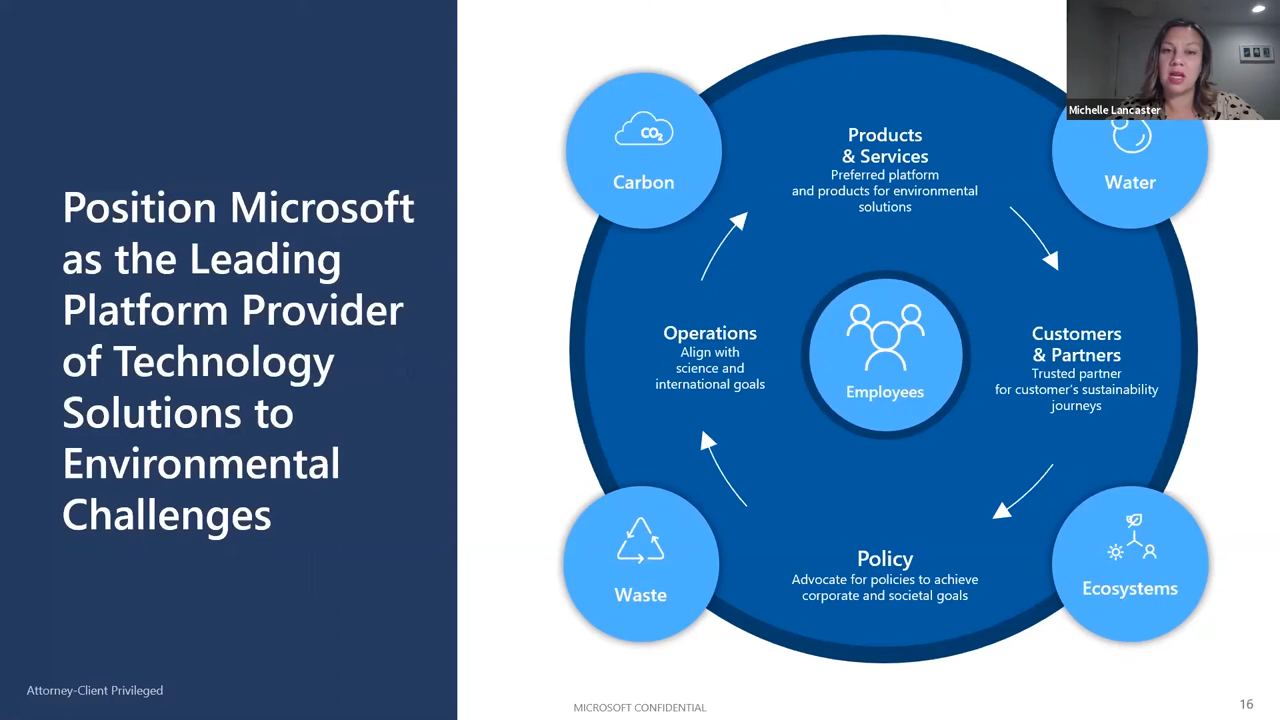 Position Microsoft
as the Leading
Platform Provider
of Technology
Solutions to
Environmental
Challenges
Attorney-Client Privileged
CO₂
Carbon
Products
& Services
Preferred platform
and products for environmental
solutions
Michelle Lancaster
Water
Operations
Align with
science and
international goals
Employees
Customers
& Partners
Trusted partner
for customer's sustainability
journeys
Waste
Policy
Advocate for policies to achieve
corporate and societal goals
Ecosystems
MICROSOFT CONFIDENTIAL
16